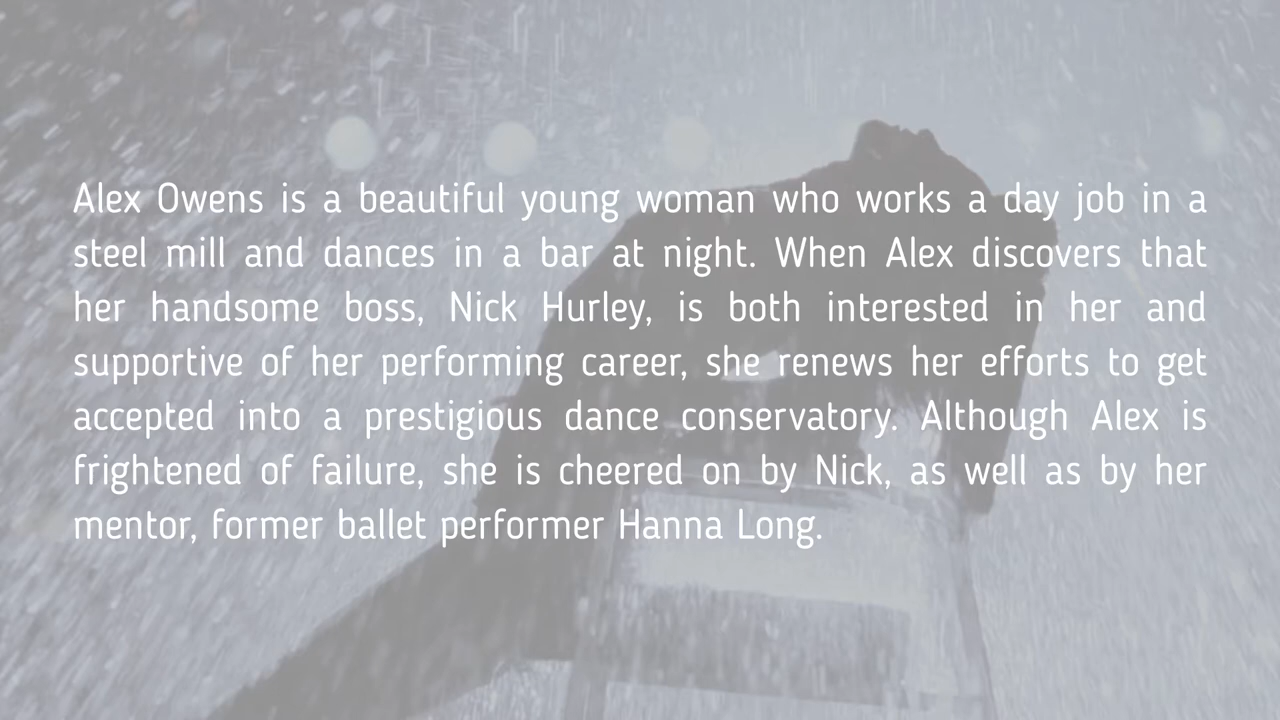 Alex Owens is a beautiful young woman who works a day job in a
steel mill and dances in a bar at night. When Alex discovers that
her handsome boss, Nick Hurley, is both interested in her and
supportive of her performing career, she renews her efforts to get
accepted into a prestigious dance conservatory. Although Alex is
frightened of failure, she is cheered on by Nick, as well as by her
mentor, former ballet performer Hanna Long.